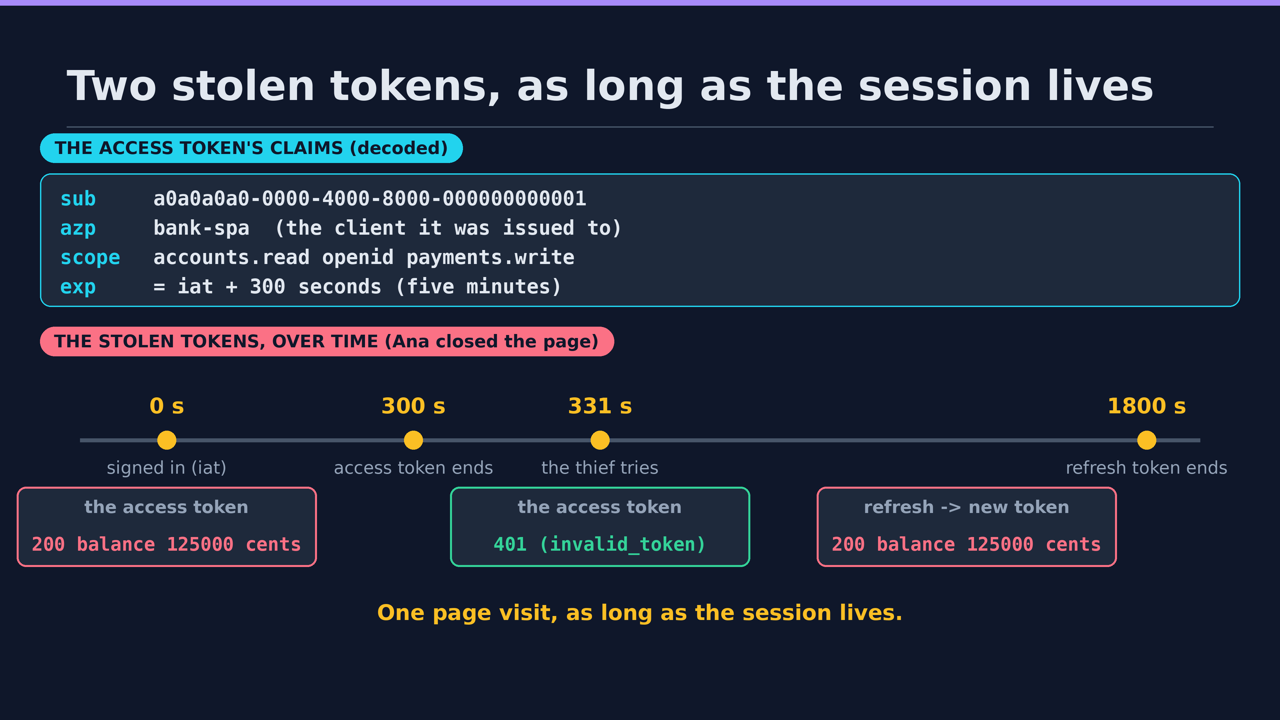 Two stolen tokens, as long as the session lives
THE ACCESS TOKEN'S CLAIMS (decoded)
sub a0a0a0a0-0000-4000-8000-000000000001
azp bank-spa (the client it was issued to)
scope accounts.read openid payments.write
exp = iat + 300 seconds (five minutes)
THE STOLEN TOKENS, OVER TIME (Ana closed the page)
0 s 300 s 331 s 1800 s
signed in (iat) access token ends the thief tries refresh token ends
the access token the access token refresh -> new token
200 balance 125000 cents 401 (invalid_token) 200 balance 125000 cents
One page visit, as long as the session lives.